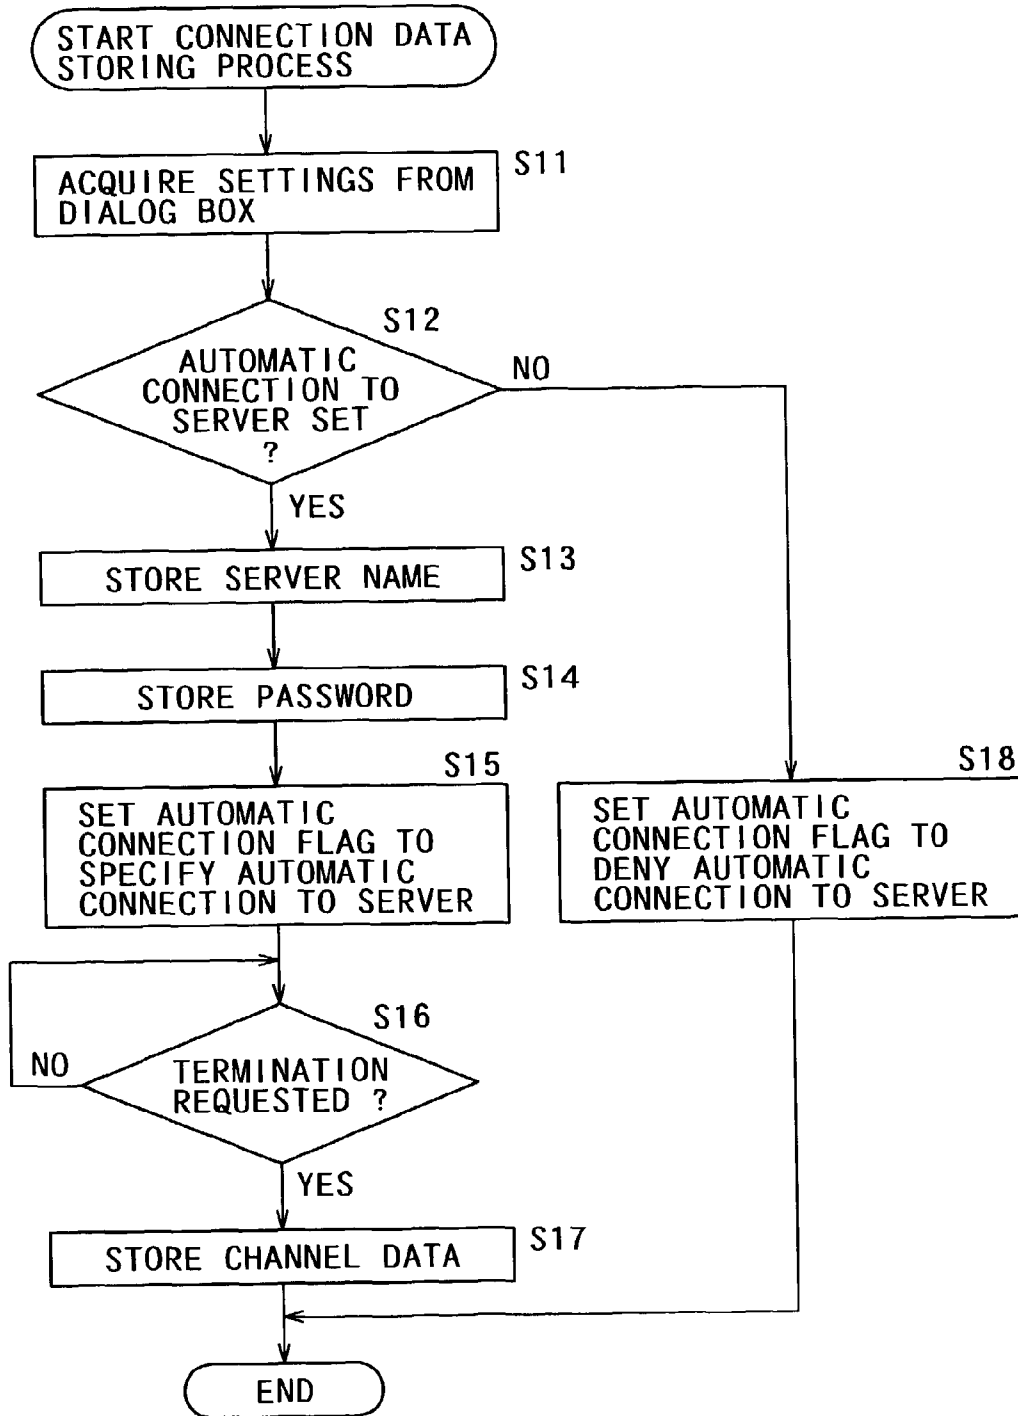 START CONNECTION DATA
STORING PROCESS
S11
ACQUIRE SETTINGS FROM
DIALOG BOX
S12
AUTOMATIC
CONNECTION TO
SERVER SET
?
NO
YES
S13
STORE SERVER NAME
S14
STORE PASSWORD
S15
SET AUTOMATIC
CONNECTION FLAG TO
SPECIFY AUTOMATIC
CONNECTION TO SERVER
S18
SET AUTOMATIC
CONNECTION FLAG TO
DENY AUTOMATIC
CONNECTION TO SERVER
S16
NO
TERMINATION
REQUESTED ?
YES
S17
STORE CHANNEL DATA
END